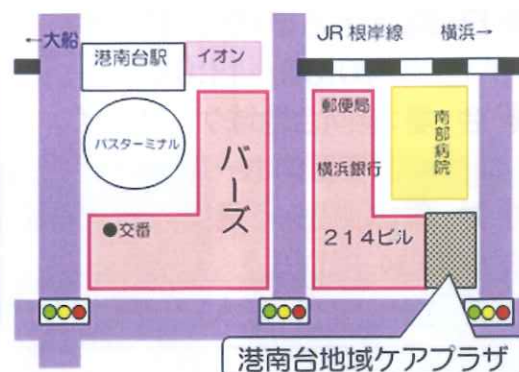 ←大船
港南台駅
イオン
JR 根岸線
横浜→
バスターミナル
バーズ
郵便局
横浜銀行
南部病院
●交番
214ビル
港南台地域ケアプラザ